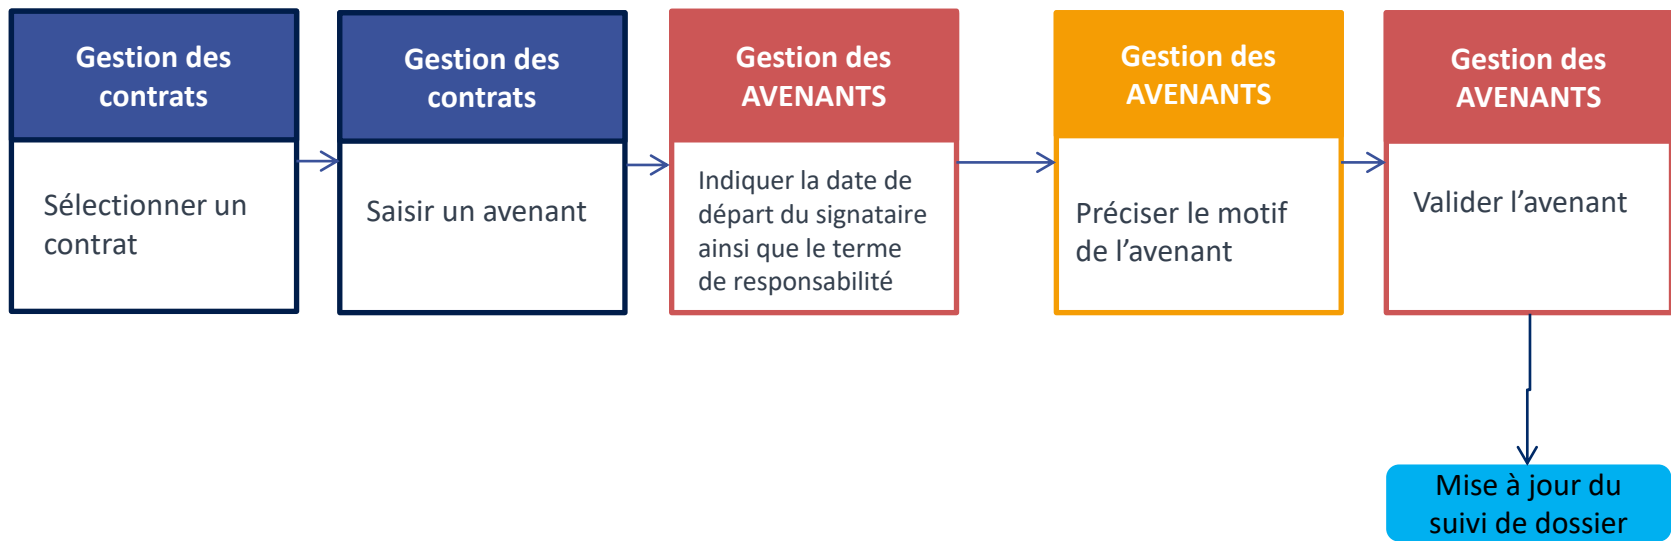 Gestion des
contrats
Sélectionner un
contrat
Gestion des
contrats
Saisir un avenant
Gestion des
AVENANTS
Indiquer la date de
départ du signataire
ainsi que le terme
de responsabilité
Gestion des
AVENANTS
Préciser le motif
de l’avenant
Gestion des
AVENANTS
Valider l’avenant
Mise à jour du
suivi de dossier